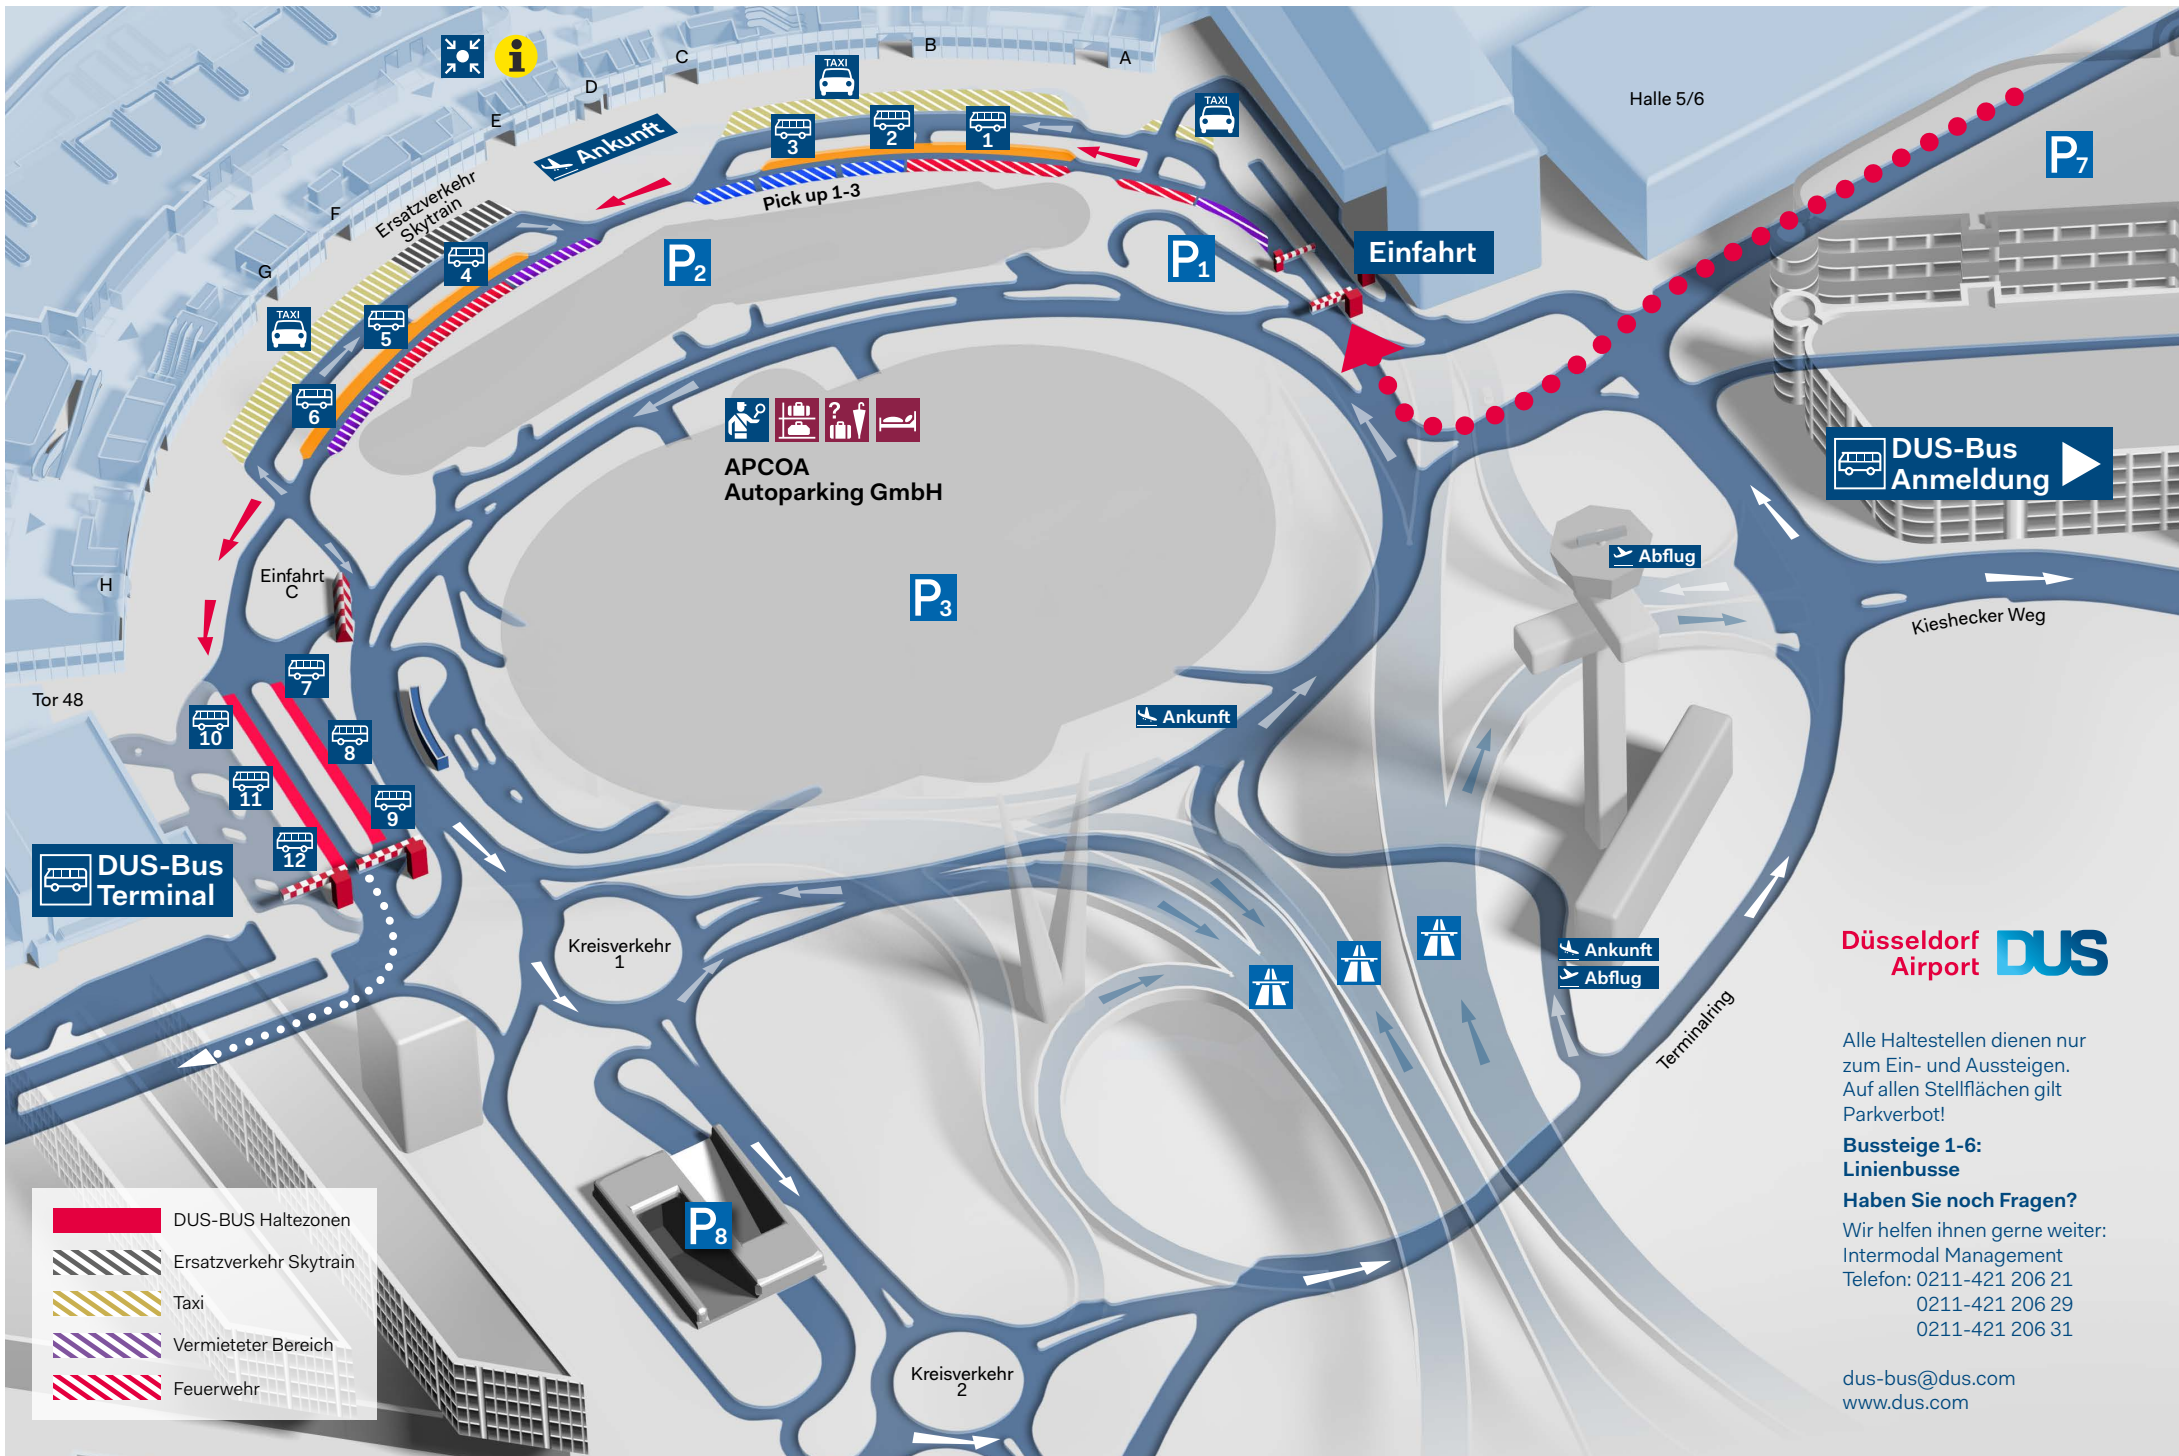 A
B
C
D
E
F
G
H
TAXI
TAXI
TAXI
Ankunft
Halle 5/6
P7
3
2
1
Pick up 1-3
Ersatzverkehr
Skytrain
4
5
6
P2
P1
Einfahrt
APCOA
Autoparking GmbH
P3
DUS-Bus
Anmeldung
Abflug
Kieshecker Weg
Einfahrt
C
Tor 48
7
8
9
10
11
12
Ankunft
DUS-Bus
Terminal
Kreisverkehr
1
Ankunft
Abflug
Terminalring
P8
Kreisverkehr
2
DUS-BUS Haltezonen
Ersatzverkehr Skytrain
Taxi
Vermieteter Bereich
Feuerwehr
Düsseldorf
Airport
DUS
Alle Haltestellen dienen nur
zum Ein- und Aussteigen.
Auf allen Stellflächen gilt
Parkverbot!
Bussteige 1-6:
Linienbusse
Haben Sie noch Fragen?
Wir helfen ihnen gerne weiter:
Intermodal Management
Telefon: 0211-421 206 21
0211-421 206 29
0211-421 206 31
dus-bus@dus.com
www.dus.com